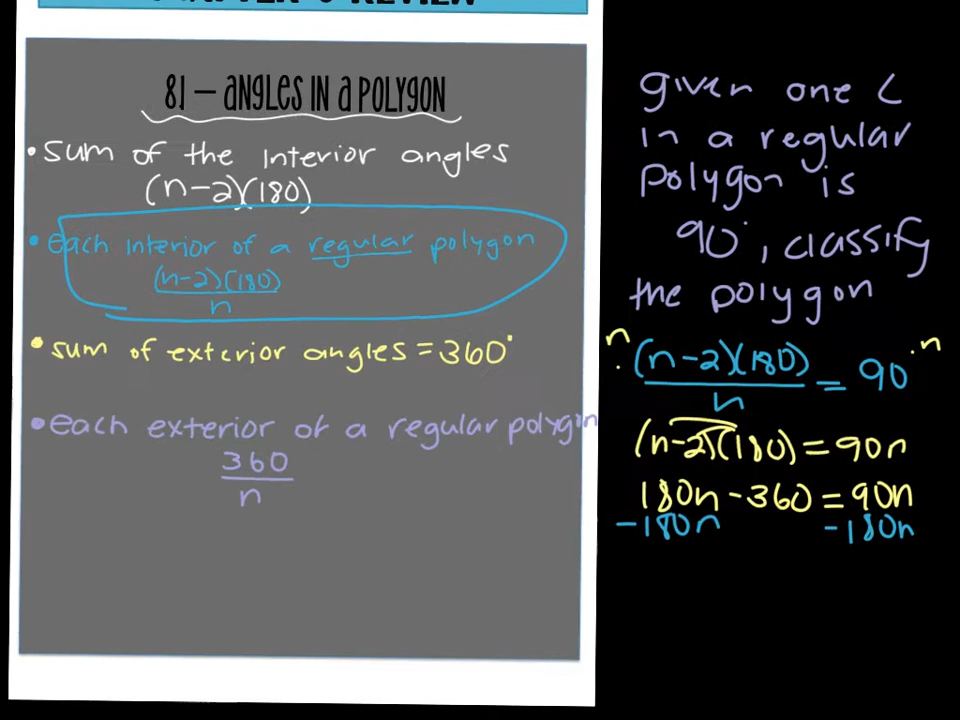 8.1 – ANGLES IN A POLYGON
• sum of the interior angles
(n-2)(180)
• each interior of a regular polygon
(n-2)(180)
n
• sum of exterior angles = 360°
• each exterior of a regular polygon
360
n
given one <
in a regular
polygon is
90°, classify
the polygon
n · (n-2)(180) = 90 · n
n
(n-2)(180) = 90n
180n - 360 = 90n
-180n -180n